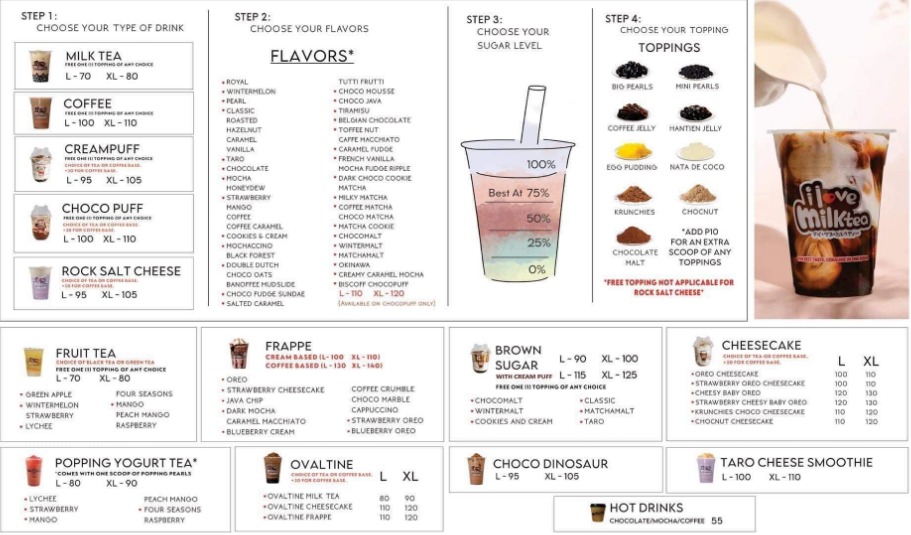 STEP 1:
CHOOSE YOUR TYPE OF DRINK
MILK TEA
FREE ONE (1) TOPPING OF ANY CHOICE
L - 70 XL - 80
COFFEE
FREE ONE (1) TOPPING OF ANY CHOICE
L - 100 XL - 110
CREAMPUFF
FREE ONE (1) TOPPING OF ANY CHOICE
CHOICE OF TEA OR COFFEE BASE.
+20 FOR COFFEE BASE.
L - 95 XL - 105
CHOCO PUFF
FREE ONE (1) TOPPING OF ANY CHOICE
CHOICE OF TEA OR COFFEE BASE.
+20 FOR COFFEE BASE.
L - 100 XL - 110
ROCK SALT CHEESE
CHOICE OF TEA OR COFFEE BASE.
+20 FOR COFFEE BASE.
L - 95 XL - 105
STEP 2:
CHOOSE YOUR FLAVORS
FLAVORS*
• ROYAL
• WINTERMELON
• PEARL
• CLASSIC
ROASTED
HAZELNUT
CARAMEL
VANILLA
• TARO
• CHOCOLATE
• MOCHA
HONEYDEW
• STRAWBERRY
MANGO
COFFEE
COFFEE CARAMEL
• COOKIES & CREAM
• MOCHACCINO
BLACK FOREST
• DOUBLE DUTCH
CHOCO OATS
BANOFFEE MUDSLIDE
• CHOCO FUDGE SUNDAE
• SALTED CARAMEL
TUTTI FRUTTI
• CHOCO MOUSSE
• CHOCO JAVA
• TIRAMISU
• BELGIAN CHOCOLATE
• TOFFEE NUT
CAFFE MACCHIATO
• CARAMEL FUDGE
• FRENCH VANILLA
MOCHA FUDGE RIPPLE
• DARK CHOCO COOKIE
MATCHA
• MILKY MATCHA
• COFFEE MATCHA
CHOCO MATCHA
• MATCHA COOKIE
• CHOCOMALT
• WINTERMALT
• MATCHAMALT
• OKINAWA
• CREAMY CARAMEL MOCHA
• BISCOFF CHOCOPUFF
L - 110 XL - 120
(AVAILABLE ON CHOCOPUFF ONLY)
STEP 3:
CHOOSE YOUR
SUGAR LEVEL
100%
Best At 75%
50%
25%
0%
STEP 4:
CHOOSE YOUR TOPPING
TOPPINGS
BIG PEARLS MINI PEARLS
COFFEE JELLY HANTIEN JELLY
EGG PUDDING NATA DE COCO
KRUNCHIES CHOCNUT
CHOCOLATE
MALT
*ADD P10
FOR AN EXTRA
SCOOP OF ANY
TOPPINGS
*FREE TOPPING NOT APPLICABLE FOR
ROCK SALT CHEESE*
i love
milktea
FRUIT TEA
CHOICE OF BLACK TEA OR GREEN TEA
FREE ONE (1) TOPPING OF ANY CHOICE
L - 70 XL - 80
• GREEN APPLE
• WINTERMELON
STRAWBERRY
• LYCHEE
FOUR SEASONS
• MANGO
PEACH MANGO
RASPBERRY
FRAPPE
CREAM BASED (L - 100 XL - 110)
COFFEE BASED (L - 130 XL - 140)
• OREO
• STRAWBERRY CHEESECAKE
• JAVA CHIP
• DARK MOCHA
CARAMEL MACCHIATO
• BLUEBERRY CREAM
COFFEE CRUMBLE
CHOCO MARBLE
CAPPUCCINO
• STRAWBERRY OREO
• BLUEBERRY OREO
BROWN
SUGAR
L - 90 XL - 100
WITH CREAM PUFF L - 115 XL - 125
FREE ONE (1) TOPPING OF ANY CHOICE
• CHOCOMALT
• WINTERMALT
• COOKIES AND CREAM
• CLASSIC
• MATCHAMALT
• TARO
CHEESECAKE
CHOICE OF TEA OR COFFEE BASE.
+20 FOR COFFEE BASE.
L XL
• OREO CHEESECAKE 100 110
• STRAWBERRY OREO CHEESECAKE 100 110
• CHEESY BABY OREO 120 130
• STRAWBERRY CHEESY BABY OREO 120 130
• KRUNCHIES CHOCO CHEESECAKE 110 120
• CHOCNUT CHEESECAKE 110 120
POPPING YOGURT TEA*
*COMES WITH ONE SCOOP OF POPPING PEARLS
L - 80 XL - 90
• LYCHEE
• STRAWBERRY
• MANGO
PEACH MANGO
• FOUR SEASONS
RASPBERRY
OVALTINE
CHOICE OF TEA OR COFFEE BASE.
+20 FOR COFFEE BASE.
L XL
• OVALTINE MILK TEA 80 90
• OVALTINE CHEESECAKE 110 120
• OVALTINE FRAPPE 110 120
CHOCO DINOSAUR
L - 95 XL - 105
TARO CHEESE SMOOTHIE
L - 100 XL - 110
HOT DRINKS
CHOCOLATE/MOCHA/COFFEE 55